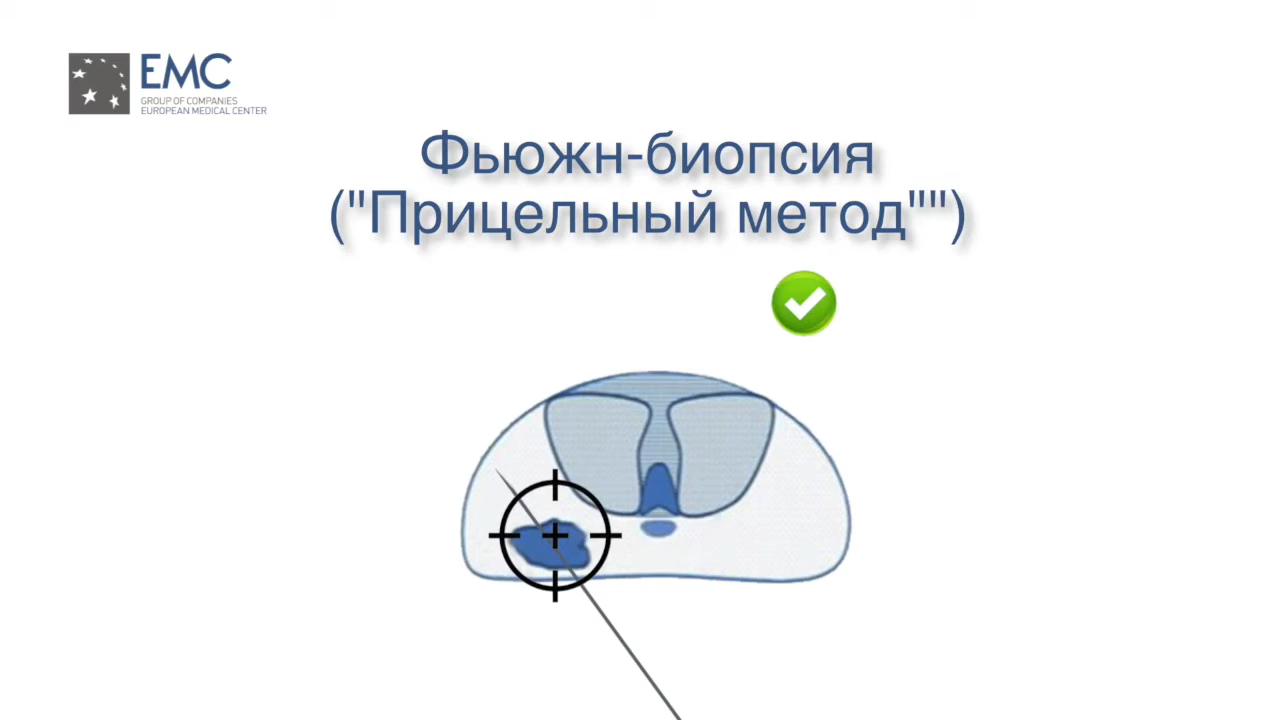 EMC
GROUP OF COMPANIES
EUROPEAN MEDICAL CENTER
Фьюжн-биопсия
("Прицельный метод"")